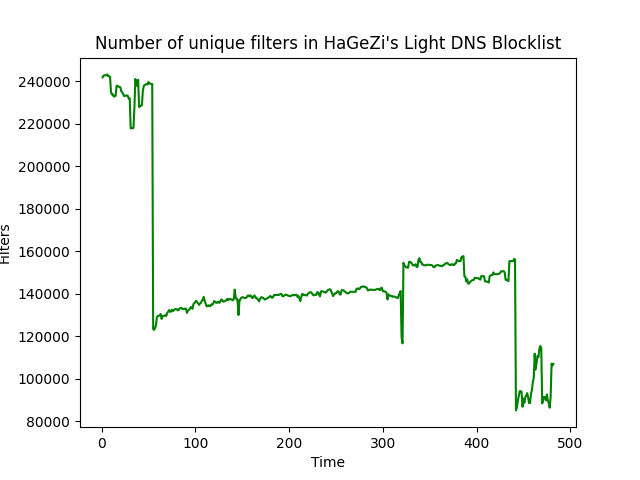 Number of unique filters in HaGeZi's Light DNS Blocklist
240000
220000
200000
180000
160000
140000
120000
100000
80000
Filters
0 100 200 300 400 500
Time